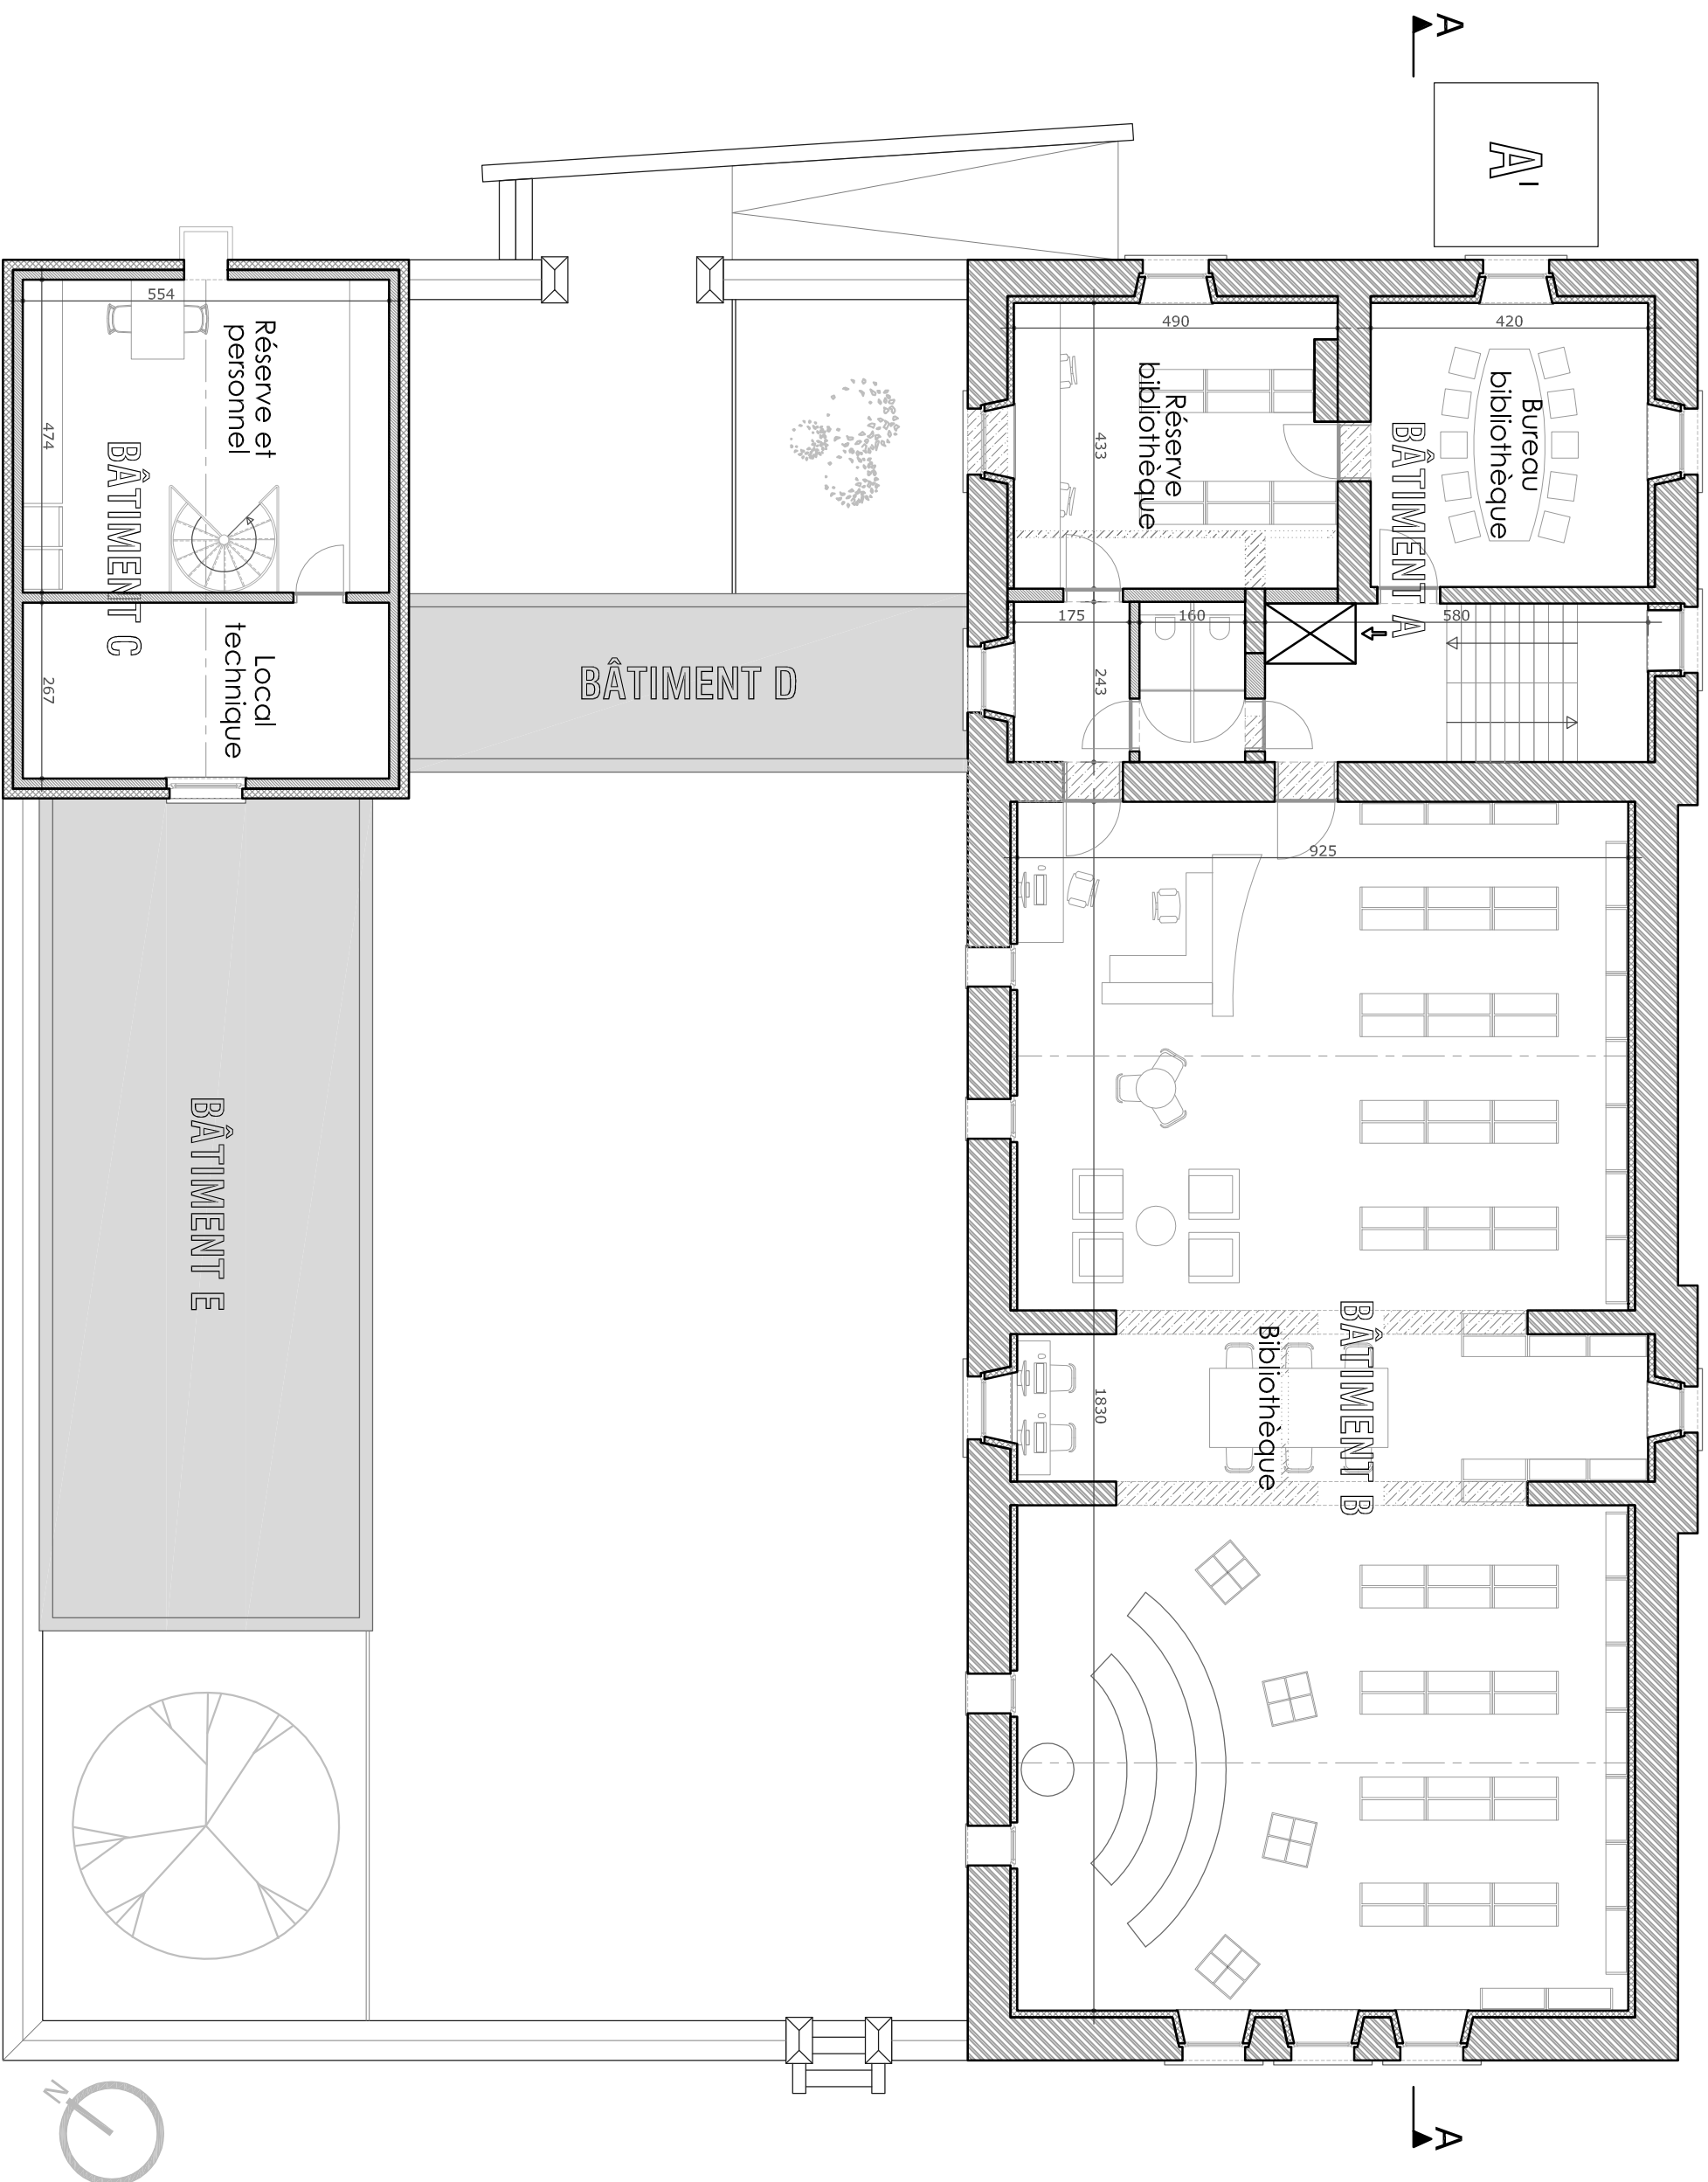 A
A'
554
Réserve et
personnel
474
BÂTIMENT C
Local
technique
267
BÂTIMENT D
490
420
Réserve
bibliothèque
433
Bureau
bibliothèque
BÂTIMENT A
175
160
580
243
925
BÂTIMENT E
BÂTIMENT B
Bibliothèque
1830
N
A